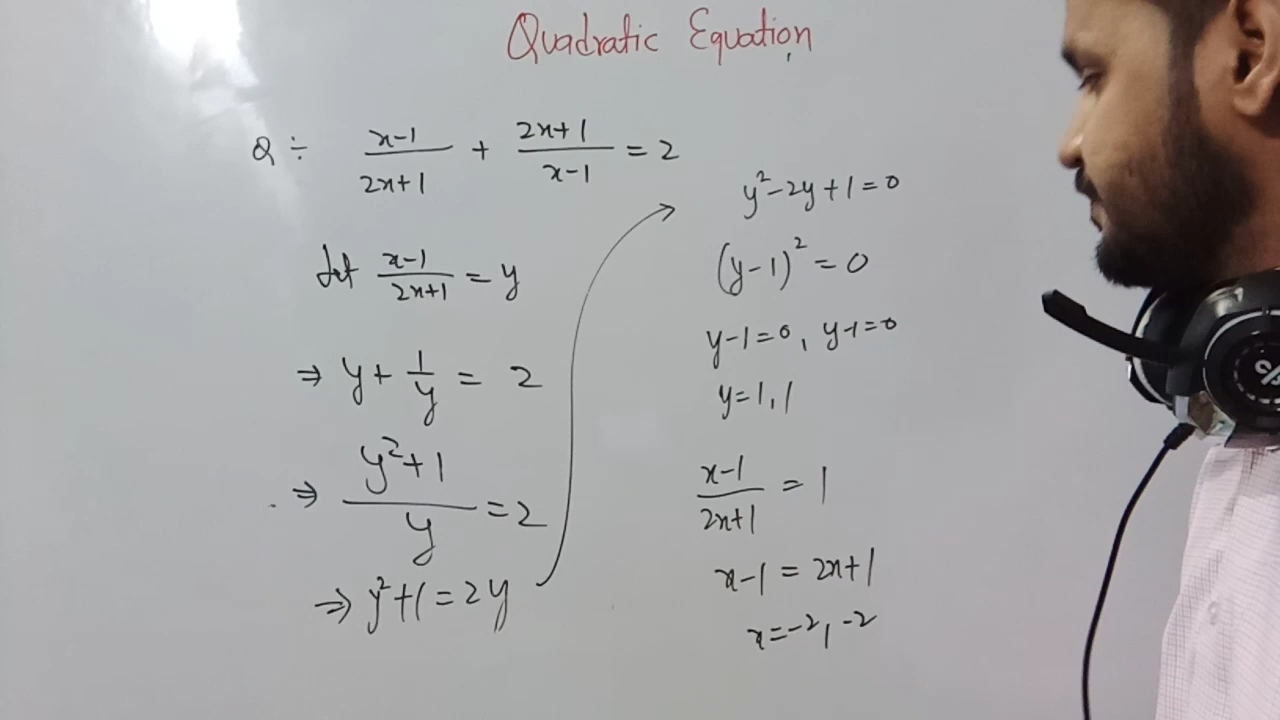 Quadratic Equation,
Q ÷ x-1/2x+1 + 2x+1/x-1 = 2
let x-1/2x+1 = y
⇒ y + 1/y = 2
⇒ y²+1/y = 2
⇒ y²+1 = 2y
y²-2y+1=0
(y-1)² = 0
y-1=0, y-1=0
y=1,1
x-1/2x+1 = 1
x-1 = 2x+1
x=-2,-2